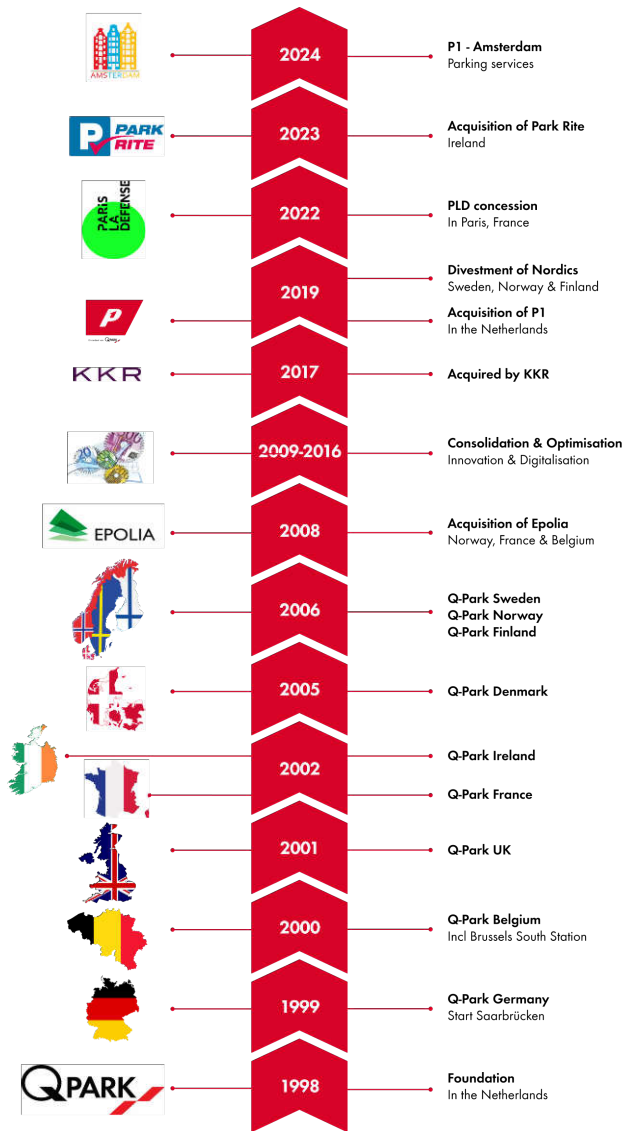 AMSTERDAM
2024
P1 - Amsterdam
Parking services
P PARK
RITE
2023
Acquisition of Park Rite
Ireland
PARIS
LA
DEFENSE
2022
PLD concession
In Paris, France
Divestment of Nordics
Sweden, Norway & Finland
2019
P
Acquisition of P1
In the Netherlands
KKR
2017
Acquired by KKR
2009-2016
Consolidation & Optimisation
Innovation & Digitalisation
EPOLIA
2008
Acquisition of Epolia
Norway, France & Belgium
2006
Q-Park Sweden
Q-Park Norway
Q-Park Finland
2005
Q-Park Denmark
Q-Park Ireland
2002
Q-Park France
2001
Q-Park UK
2000
Q-Park Belgium
Incl Brussels South Station
1999
Q-Park Germany
Start Saarbrücken
QPARK
1998
Foundation
In the Netherlands